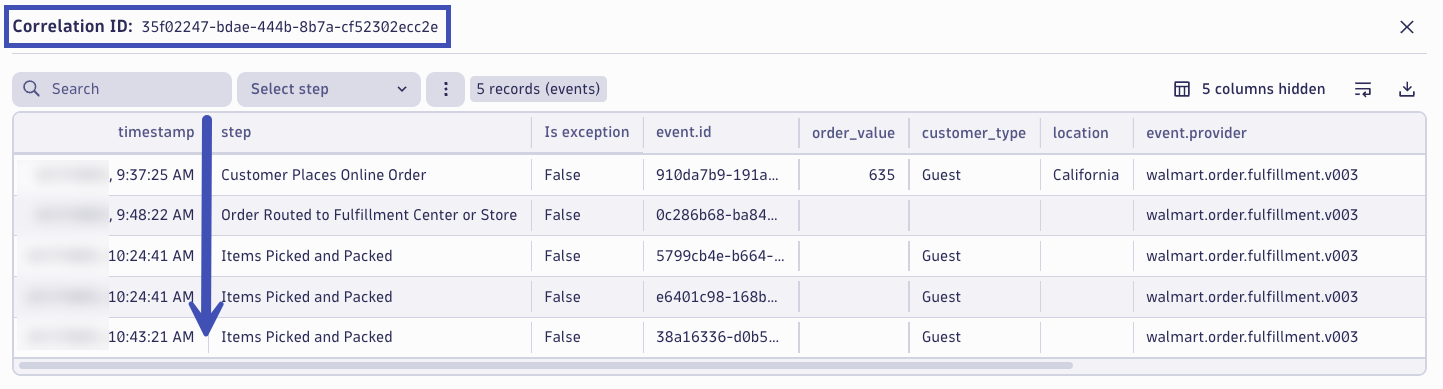 Correlation ID: 35f02247-bdae-444b-8b7a-cf52302ecc2e
Search Select step 5 records (events) 5 columns hidden
timestamp step Is exception event.id order_value customer_type location event.provider
, 9:37:25 AM Customer Places Online Order False 910da7b9-191a... 635 Guest California walmart.order.fulfillment.v003
, 9:48:22 AM Order Routed to Fulfillment Center or Store False 0c286b68-ba84... walmart.order.fulfillment.v003
10:24:41 AM Items Picked and Packed False 5799cb4e-b664-... Guest walmart.order.fulfillment.v003
10:24:41 AM Items Picked and Packed False e6401c98-168b... Guest walmart.order.fulfillment.v003
10:43:21 AM Items Picked and Packed False 38a16336-d0b5... Guest walmart.order.fulfillment.v003